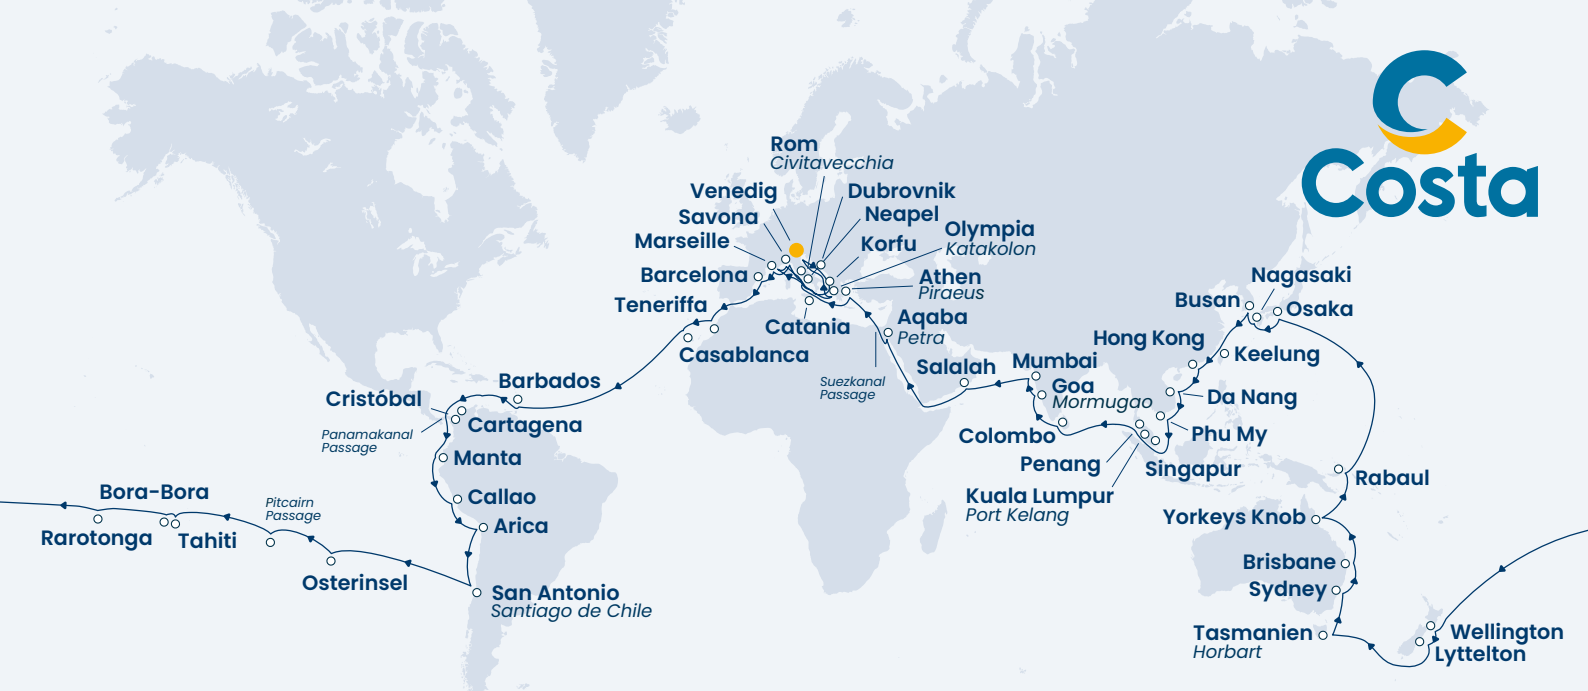 Costa
Rom
Civitavecchia
Venedig
Dubrovnik
Savona
Neapel
Marseille
Olympia
Katakolon
Korfu
Barcelona
Athen
Piraeus
Teneriffa
Catania
Casablanca
Aqaba
Petra
Suezkanal
Passage
Salalah
Mumbai
Goa
Mormugao
Colombo
Penang
Kuala Lumpur
Port Kelang
Singapur
Phu My
Da Nang
Hong Kong
Keelung
Busan
Nagasaki
Osaka
Rabaul
Yorkeys Knob
Brisbane
Sydney
Tasmanien
Horbart
Wellington
Lyttelton
Barbados
Cristóbal
Cartagena
Panamakanal
Passage
Manta
Callao
Arica
San Antonio
Santiago de Chile
Osterinsel
Pitcairn
Passage
Bora-Bora
Tahiti
Rarotonga